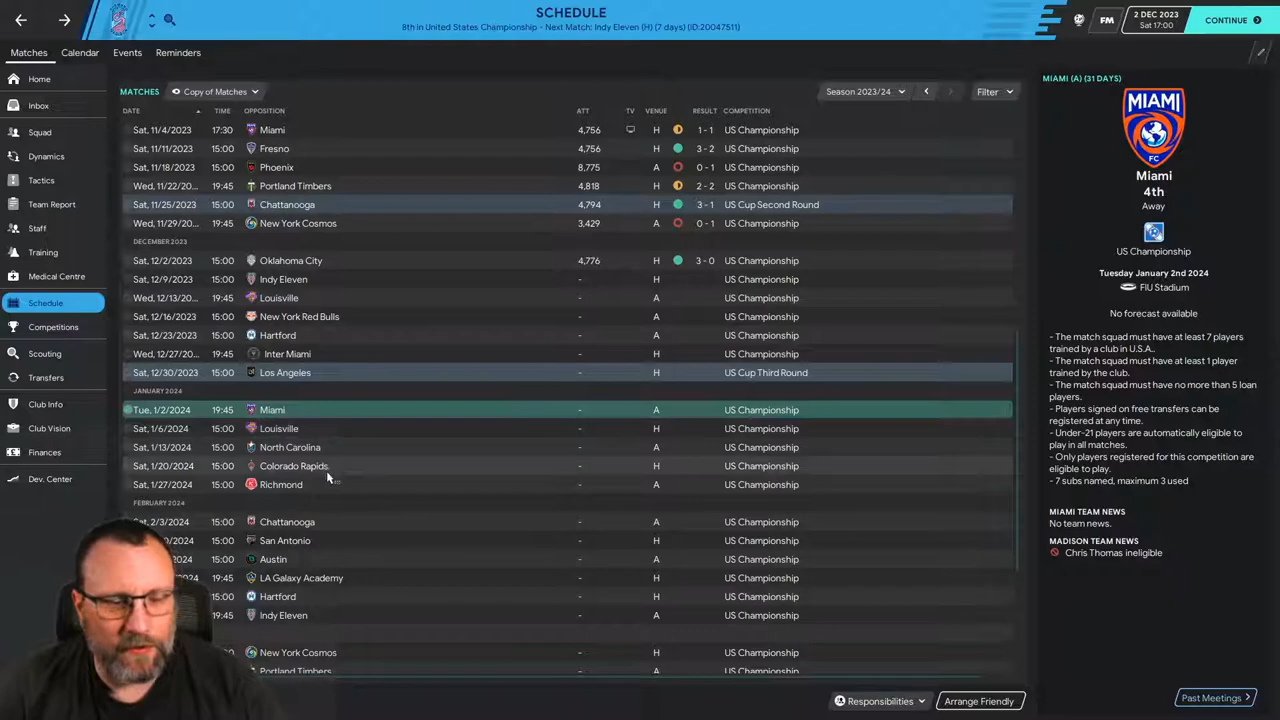 SCHEDULE
8th in United States Championship - Next Match: Indy Eleven (H) (7 days) (ID:20047511)
FM
2 DEC 2023
Sat 17:00
CONTINUE
Matches
Calendar
Events
Reminders
Home
Inbox
Squad
Dynamics
Tactics
Team Report
Staff
Training
Medical Centre
Schedule
Competitions
Scouting
Transfers
Club Info
Club Vision
Finances
Dev. Center
MATCHES
Copy of Matches
Season 2023/24
Filter
DATE TIME OPPOSITION ATT TV VENUE RESULT COMPETITION
Sat, 11/4/2023 17:30 Miami 4,756 H 1 - 1 US Championship
Sat, 11/11/2023 15:00 Fresno 4,756 H 3 - 2 US Championship
Sat, 11/18/2023 15:00 Phoenix 8,775 A 0 - 1 US Championship
Wed, 11/22/20... 19:45 Portland Timbers 4,818 H 2 - 2 US Championship
Sat, 11/25/2023 15:00 Chattanooga 4,794 H 3 - 1 US Cup Second Round
Wed, 11/29/20... 19:45 New York Cosmos 3,429 A 0 - 1 US Championship
DECEMBER 2023
Sat, 12/2/2023 15:00 Oklahoma City 4,776 H 3 - 0 US Championship
Sat, 12/9/2023 15:00 Indy Eleven - H - US Championship
Wed, 12/13/20... 19:45 Louisville - A - US Championship
Sat, 12/16/2023 15:00 New York Red Bulls - A - US Championship
Sat, 12/23/2023 15:00 Hartford - A - US Championship
Wed, 12/27/20... 19:45 Inter Miami - H - US Championship
Sat, 12/30/2023 15:00 Los Angeles - H - US Cup Third Round
JANUARY 2024
Tue, 1/2/2024 19:45 Miami - A - US Championship
Sat, 1/6/2024 15:00 Louisville - H - US Championship
Sat, 1/13/2024 15:00 North Carolina - A - US Championship
Sat, 1/20/2024 15:00 Colorado Rapids - H - US Championship
Sat, 1/27/2024 15:00 Richmond - A - US Championship
FEBRUARY 2024
Sat, 2/3/2024 15:00 Chattanooga - A - US Championship
15:00 San Antonio - H - US Championship
15:00 Austin - A - US Championship
19:45 LA Galaxy Academy - H - US Championship
15:00 Hartford - H - US Championship
19:45 Indy Eleven - A - US Championship
15:00 New York Cosmos - H - US Championship
15:00 Portland Timbers - A - US Championship
Responsibilities
Arrange Friendly
MIAMI (A) (31 DAYS)
MIAMI
FC
Miami
4th
Away
US Championship
Tuesday January 2nd 2024
FIU Stadium
No forecast available
- The match squad must have at least 7 players
trained by a club in U.S.A..
- The match squad must have at least 1 player
trained by the club.
- The match squad must have no more than 5 loan
players.
- Players signed on free transfers can be
registered at any time.
- Under-21 players are automatically eligible to
play in all matches.
- Only players registered for this competition are
eligible to play.
- 7 subs named, maximum 3 used
MIAMI TEAM NEWS
No team news.
MADISON TEAM NEWS
Chris Thomas ineligible
Past Meetings